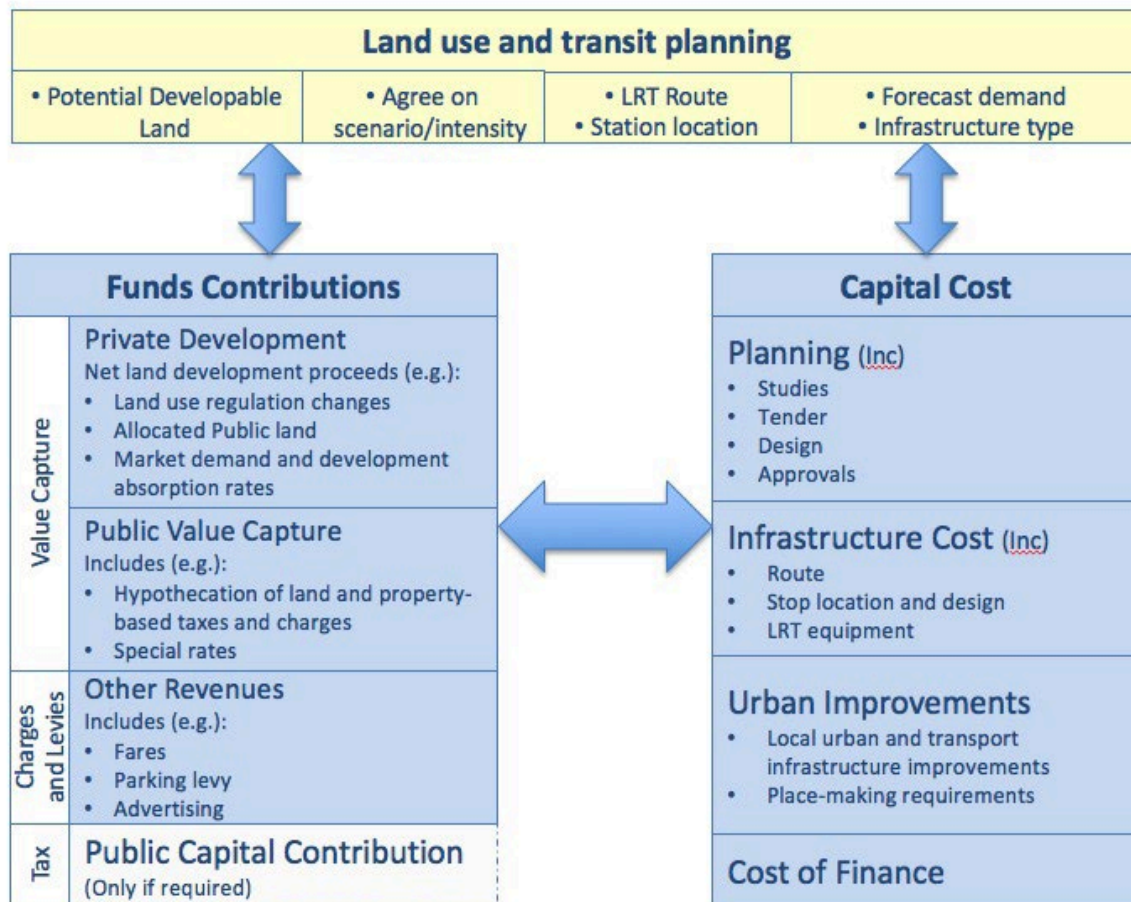 Land use and transit planning
• Potential Developable
Land
• Agree on
scenario/intensity
• LRT Route
• Station location
• Forecast demand
• Infrastructure type
Funds Contributions
Value Capture
Private Development
Net land development proceeds (e.g.):
• Land use regulation changes
• Allocated Public land
• Market demand and development
absorption rates
Public Value Capture
Includes (e.g.):
• Hypothecation of land and property-
based taxes and charges
• Special rates
Charges
and Levies
Other Revenues
Includes (e.g.):
• Fares
• Parking levy
• Advertising
Tax
Public Capital Contribution
(Only if required)
Capital Cost
Planning (Inc)
• Studies
• Tender
• Design
• Approvals
Infrastructure Cost (Inc)
• Route
• Stop location and design
• LRT equipment
Urban Improvements
• Local urban and transport
infrastructure improvements
• Place-making requirements
Cost of Finance